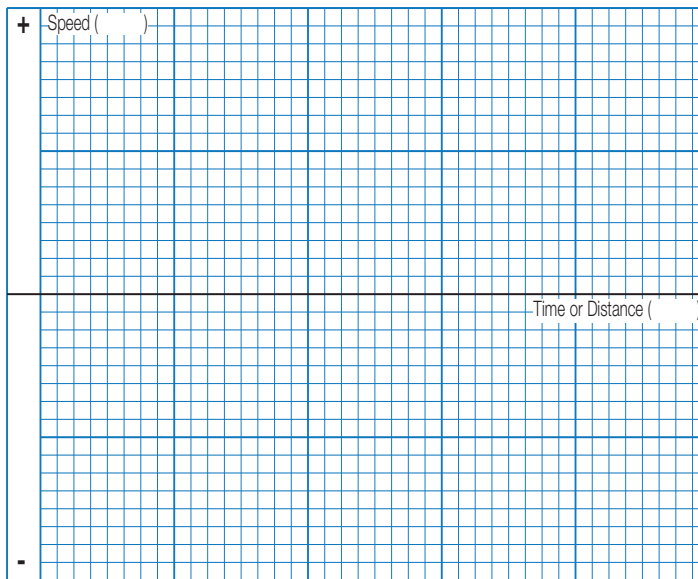 + Speed ( )
Time or Distance ( )
-